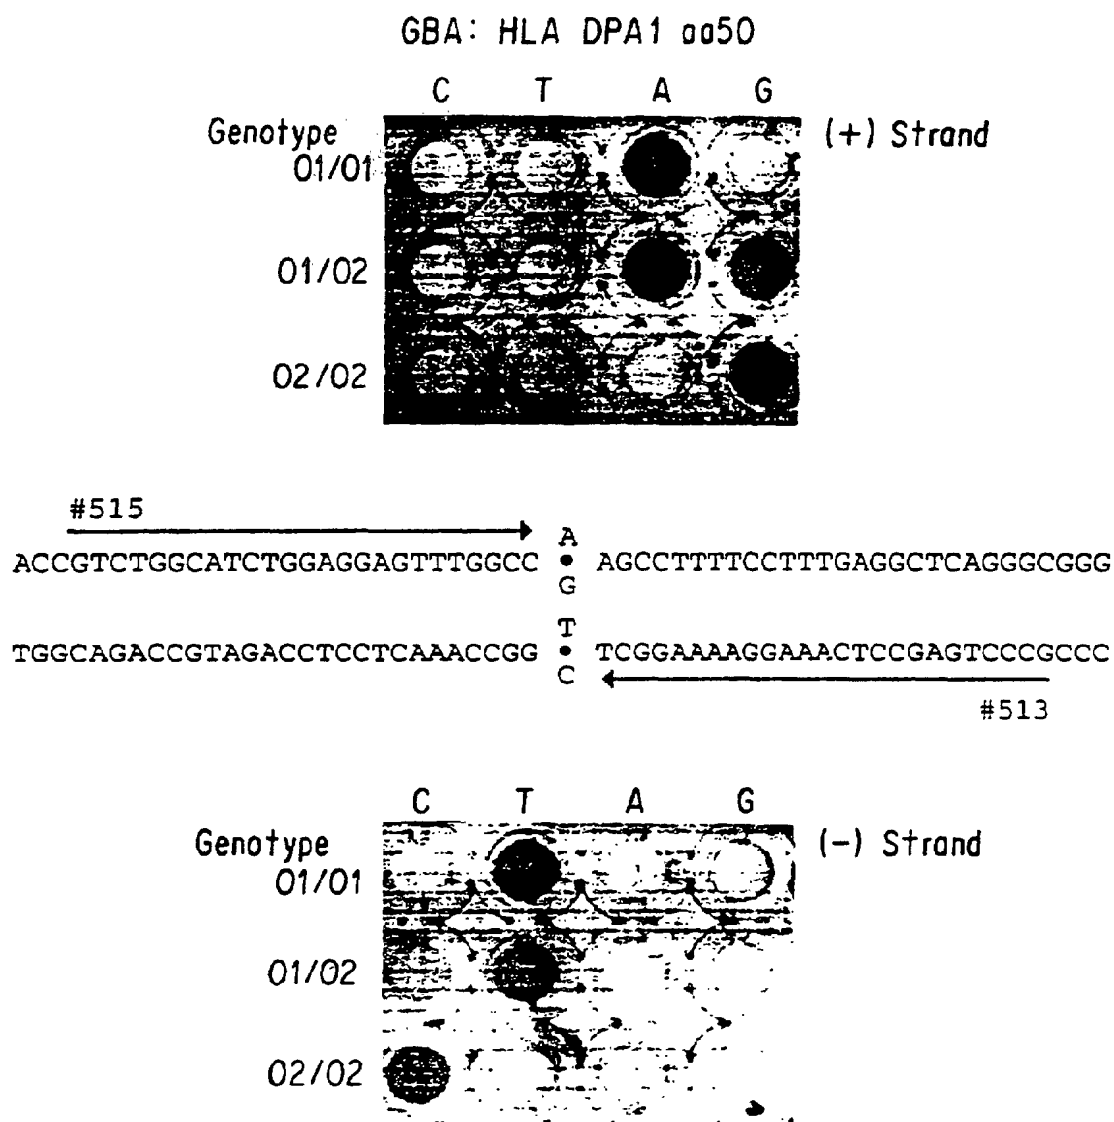 GBA: HLA DPA1 aa50
C T A G
Genotype (+) Strand
01/01
01/02
02/02
#515
A
ACCGTCTGGCATCTGGAGGAGTTTGGCC • AGCCTTTTCCTTTGAGGCTCAGGGCGGG
G
T
TGGCAGACCGTAGACCTCCTCAAACCGG • TCGGAAAAGGAAACTCCGAGTCCCGCCC
C
#513
C T A G
Genotype (-) Strand
01/01
01/02
02/02